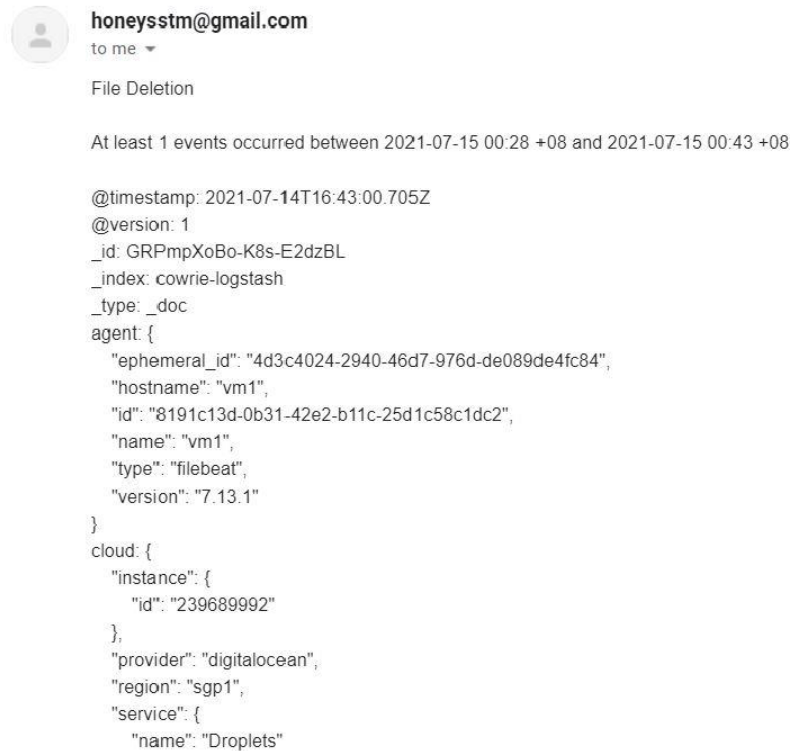 honeysstm@gmail.com
to me
File Deletion
At least 1 events occurred between 2021-07-15 00:28 +08 and 2021-07-15 00:43 +08
@timestamp: 2021-07-14T16:43:00.705Z
@version: 1
_id: GRPmpXoBo-K8s-E2dzBL
_index: cowrie-logstash
_type: _doc
agent: {
"ephemeral_id": "4d3c4024-2940-46d7-976d-de089de4fc84",
"hostname": "vm1",
"id": "8191c13d-0b31-42e2-b11c-25d1c58c1dc2",
"name": "vm1",
"type": "filebeat",
"version": "7.13.1"
}
cloud: {
"instance": {
"id": "239689992"
},
"provider": "digitalocean",
"region": "sgp1",
"service": {
"name": "Droplets"